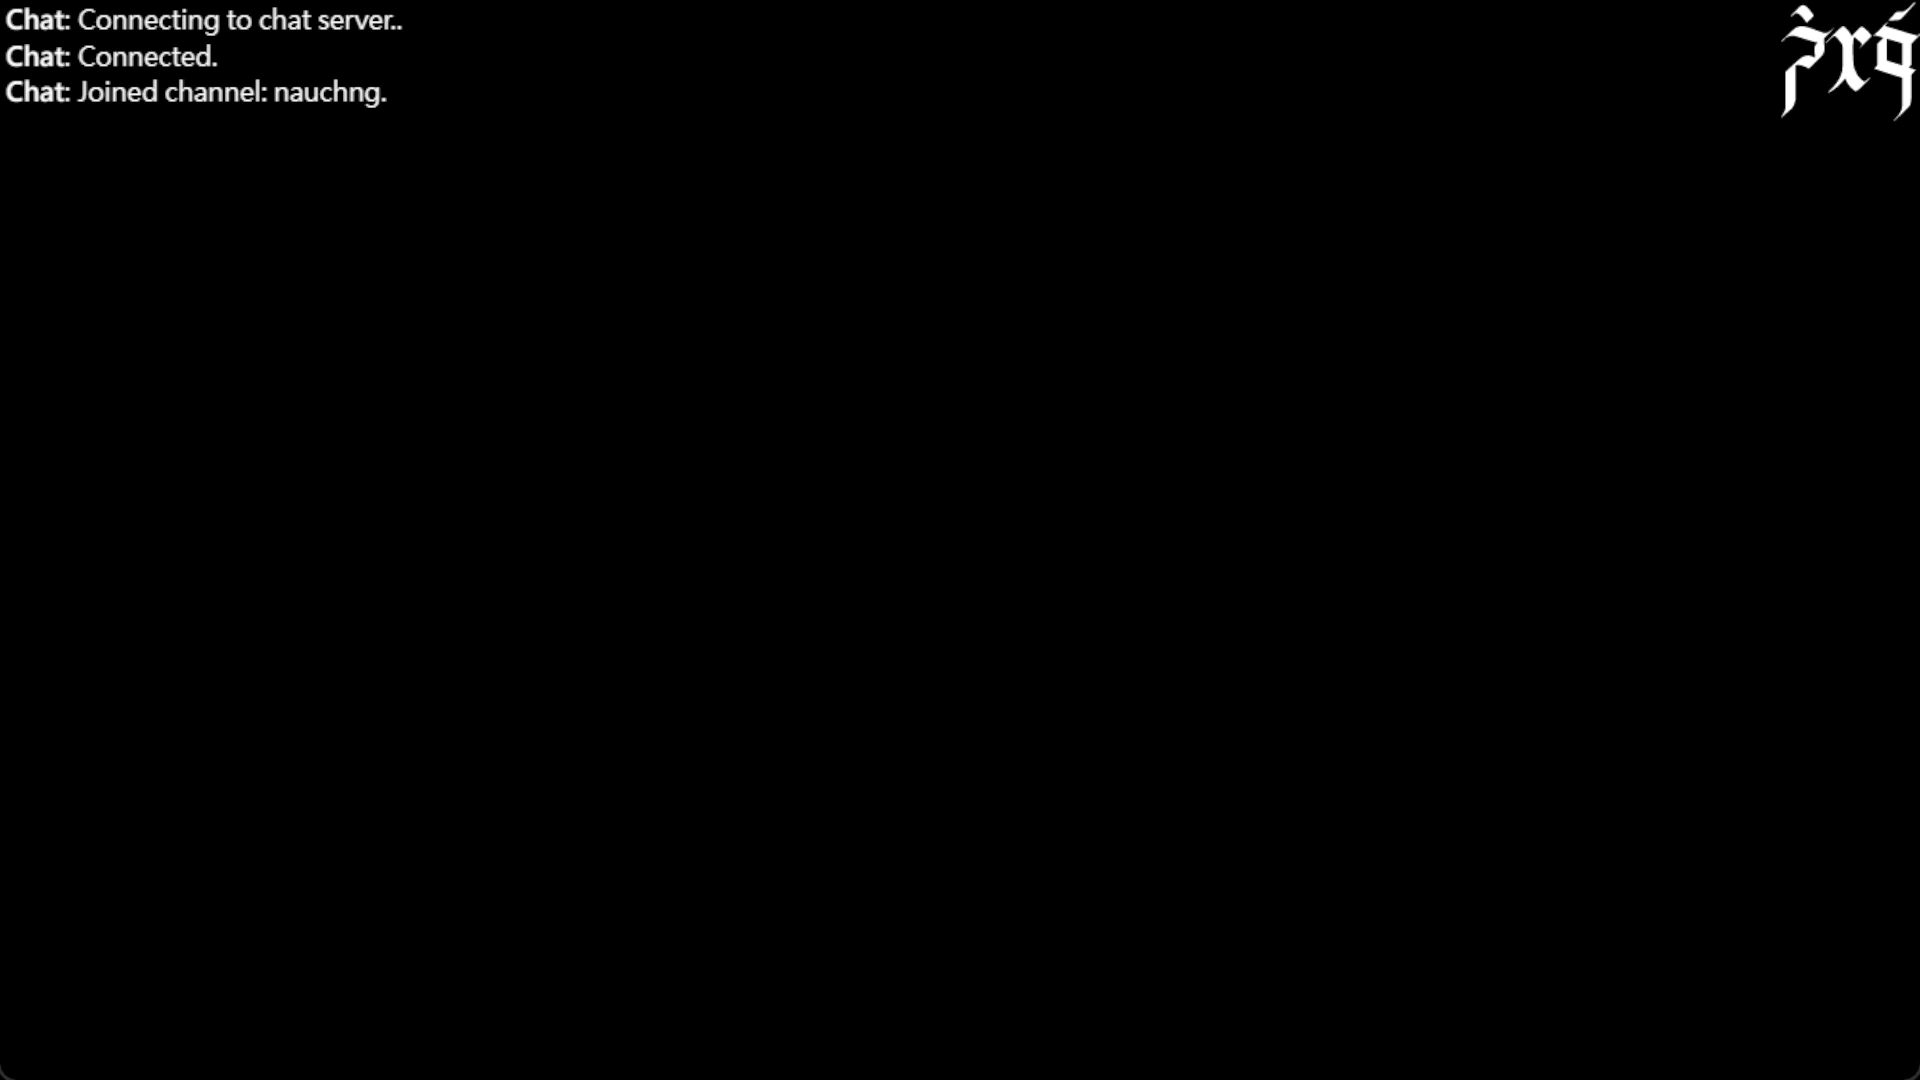 Chat: Connecting to chat server..
Chat: Connected.
Chat: Joined channel: nauchng.